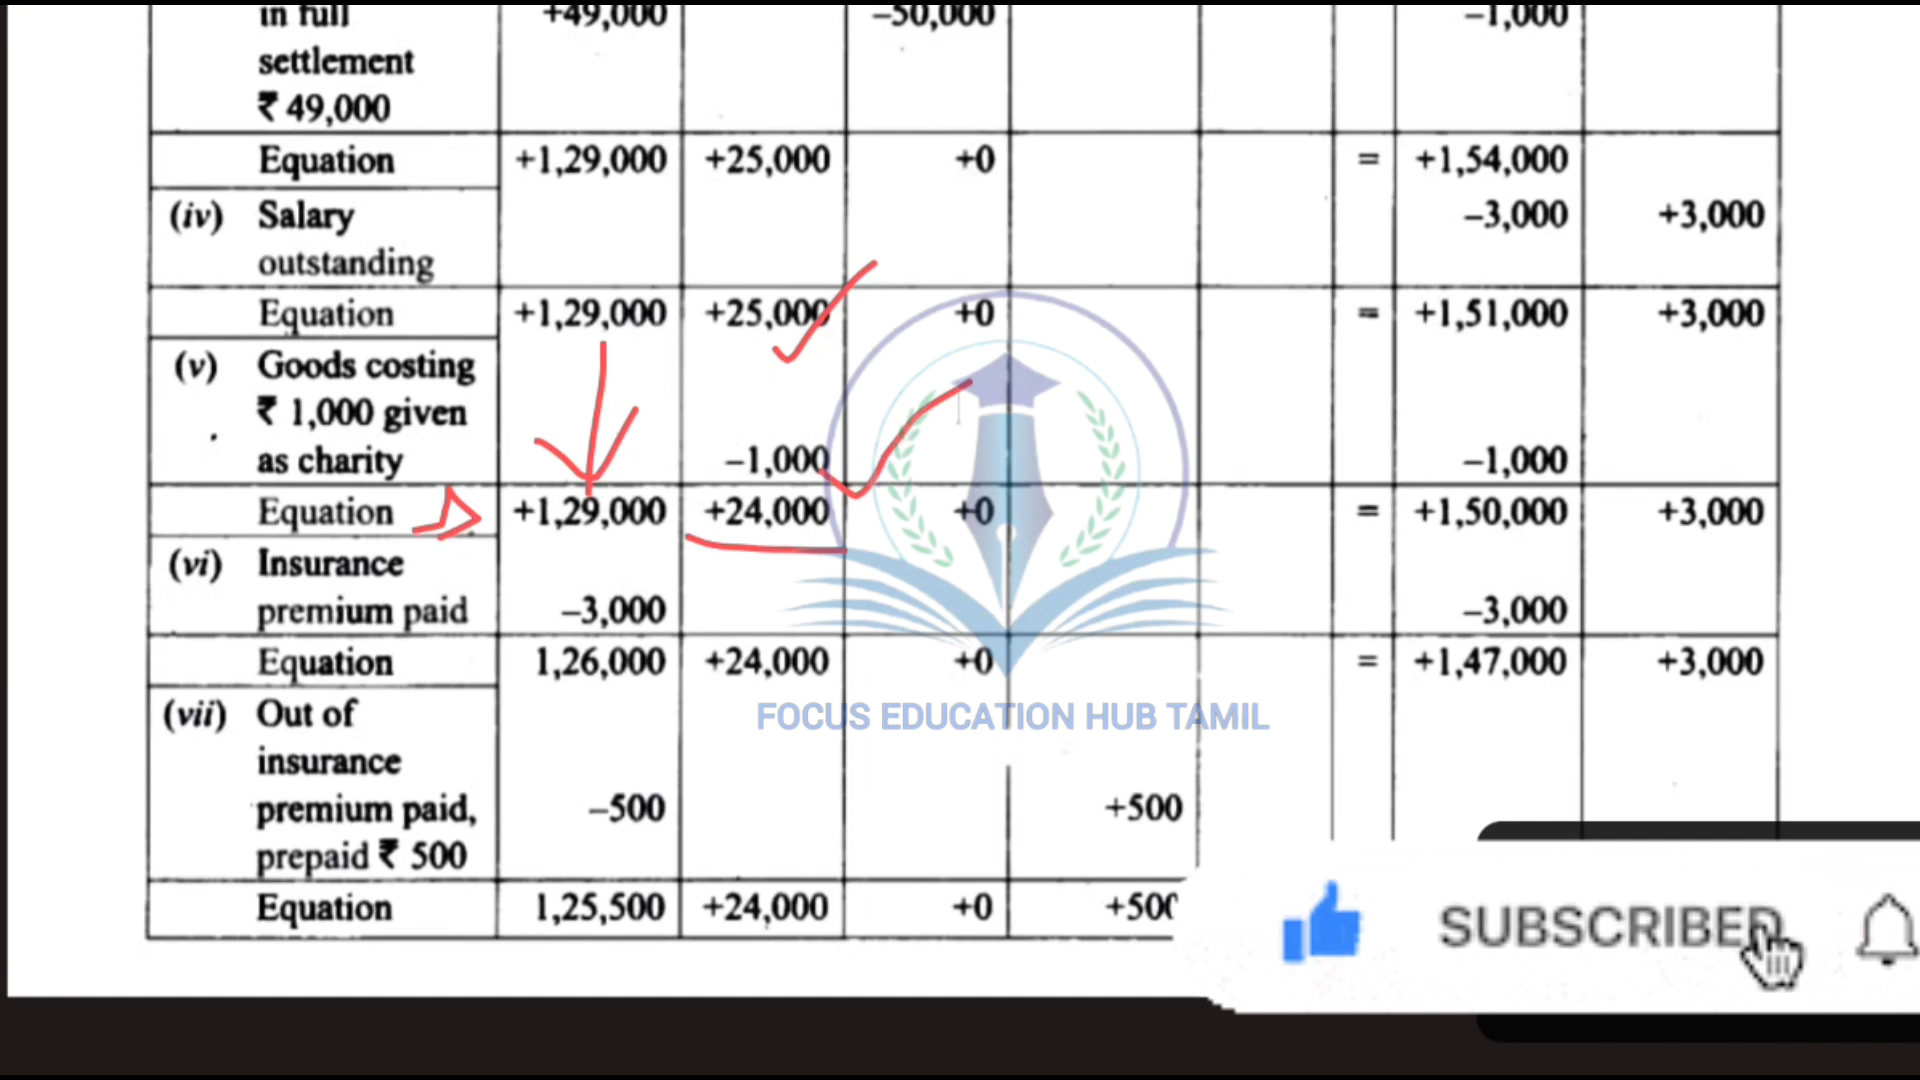 in full +49,000 –50,000 –1,000
settlement
₹ 49,000
Equation +1,29,000 +25,000 +0 = +1,54,000
(iv) Salary –3,000 +3,000
outstanding
Equation +1,29,000 +25,000 +0 = +1,51,000 +3,000
(v) Goods costing
₹ 1,000 given
as charity –1,000 –1,000
Equation +1,29,000 +24,000 +0 = +1,50,000 +3,000
(vi) Insurance
premium paid –3,000 –3,000
Equation 1,26,000 +24,000 +0 = +1,47,000 +3,000
FOCUS EDUCATION HUB TAMIL
(vii) Out of
insurance
premium paid, –500 +500
prepaid ₹ 500
Equation 1,25,500 +24,000 +0 +500
SUBSCRIBED